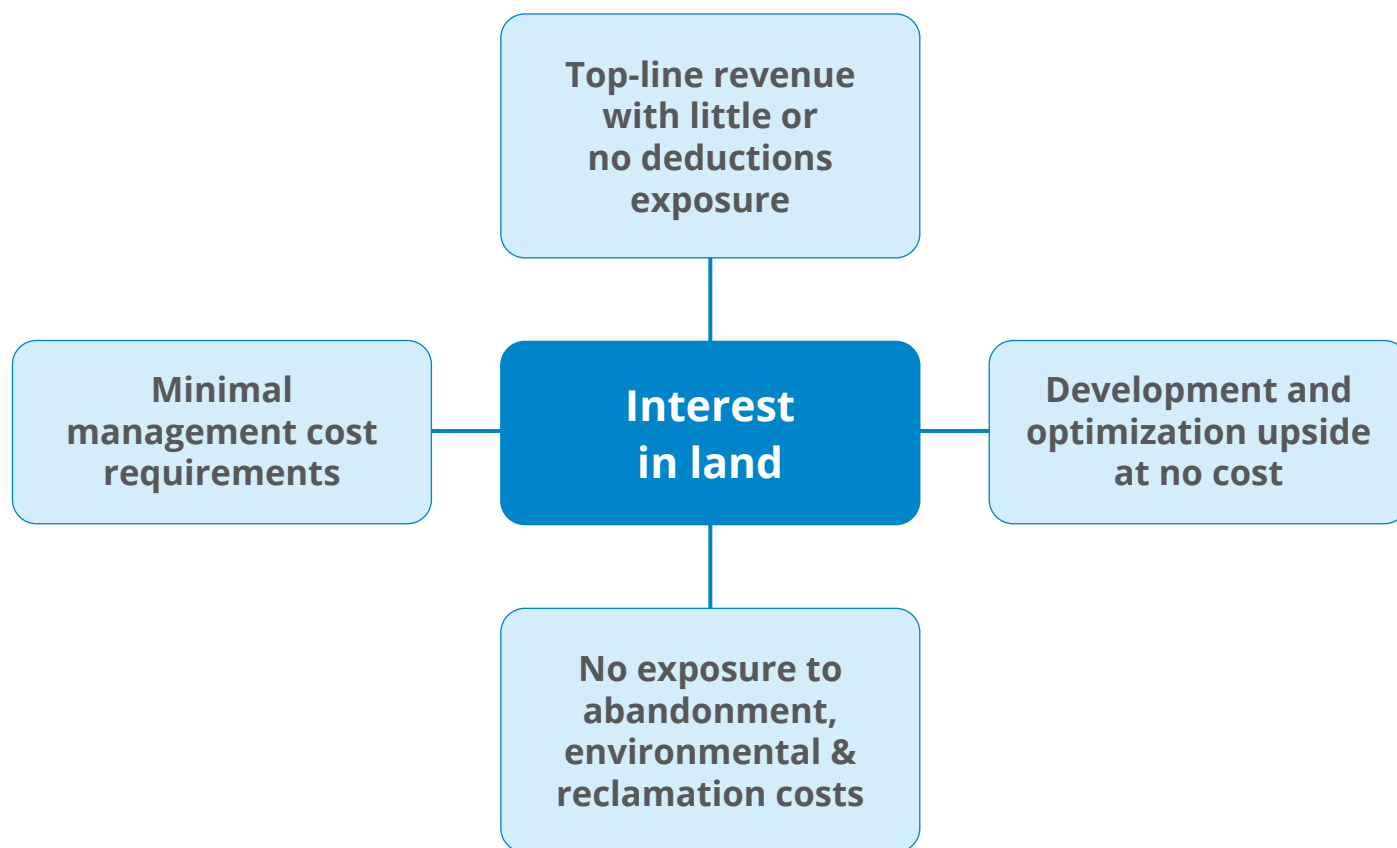 Top-line revenue
with little or
no deductions
exposure
Minimal
management cost
requirements
Interest
in land
Development and
optimization upside
at no cost
No exposure to
abandonment,
environmental &
reclamation costs